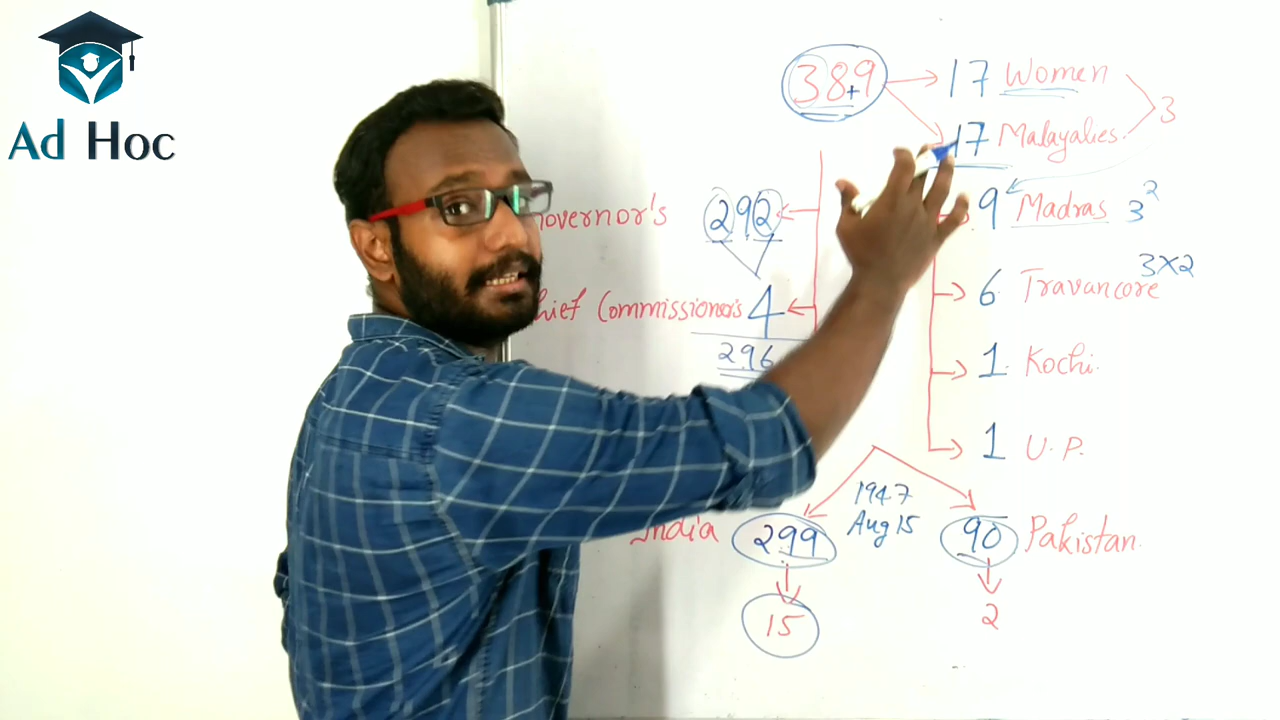 Ad Hoc
389 + 17 Women
3
17 Malayalies
overnor's 292
9 Madras 3²
3×2
6 Travancore
hief Commissioner's 4
296
1 Kochi
1 U.P.
1947
Aug 15
India 299
90 Pakistan
15
2